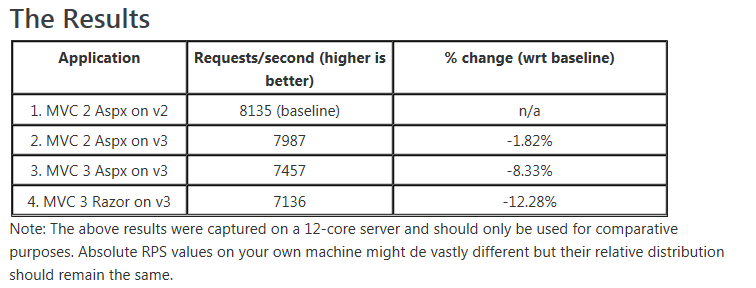 The Results
Application Requests/second (higher is better) % change (wrt baseline)
1. MVC 2 Aspx on v2 8135 (baseline) n/a
2. MVC 2 Aspx on v3 7987 -1.82%
3. MVC 3 Aspx on v3 7457 -8.33%
4. MVC 3 Razor on v3 7136 -12.28%
Note: The above results were captured on a 12-core server and should only be used for comparative
purposes. Absolute RPS values on your own machine might de vastly different but their relative distribution
should remain the same.